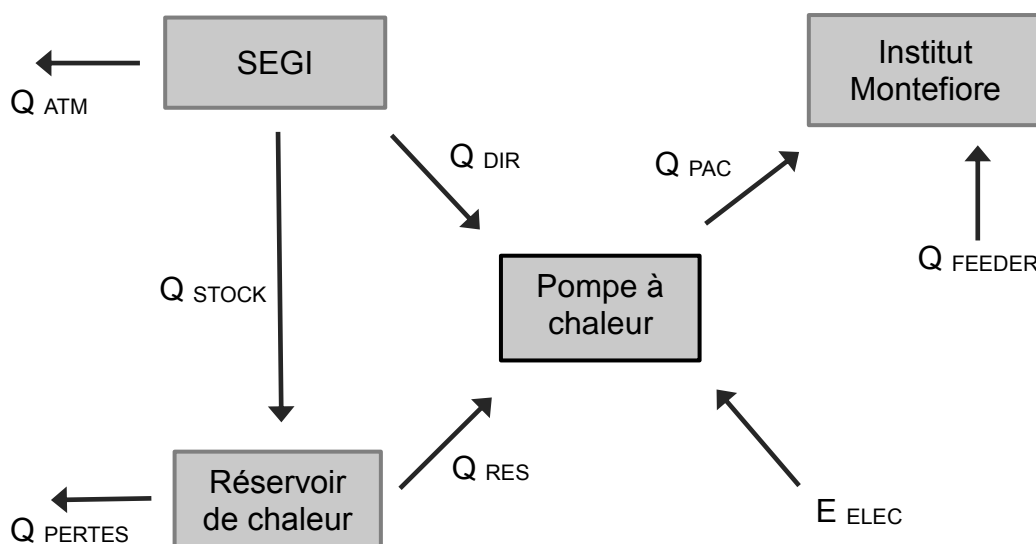 SEGI
Institut
Montefiore
Q ATM
Q DIR
Q PAC
Q FEEDER
Q STOCK
Pompe à
chaleur
Q RES
Réservoir
de chaleur
Q PERTES
E ELEC